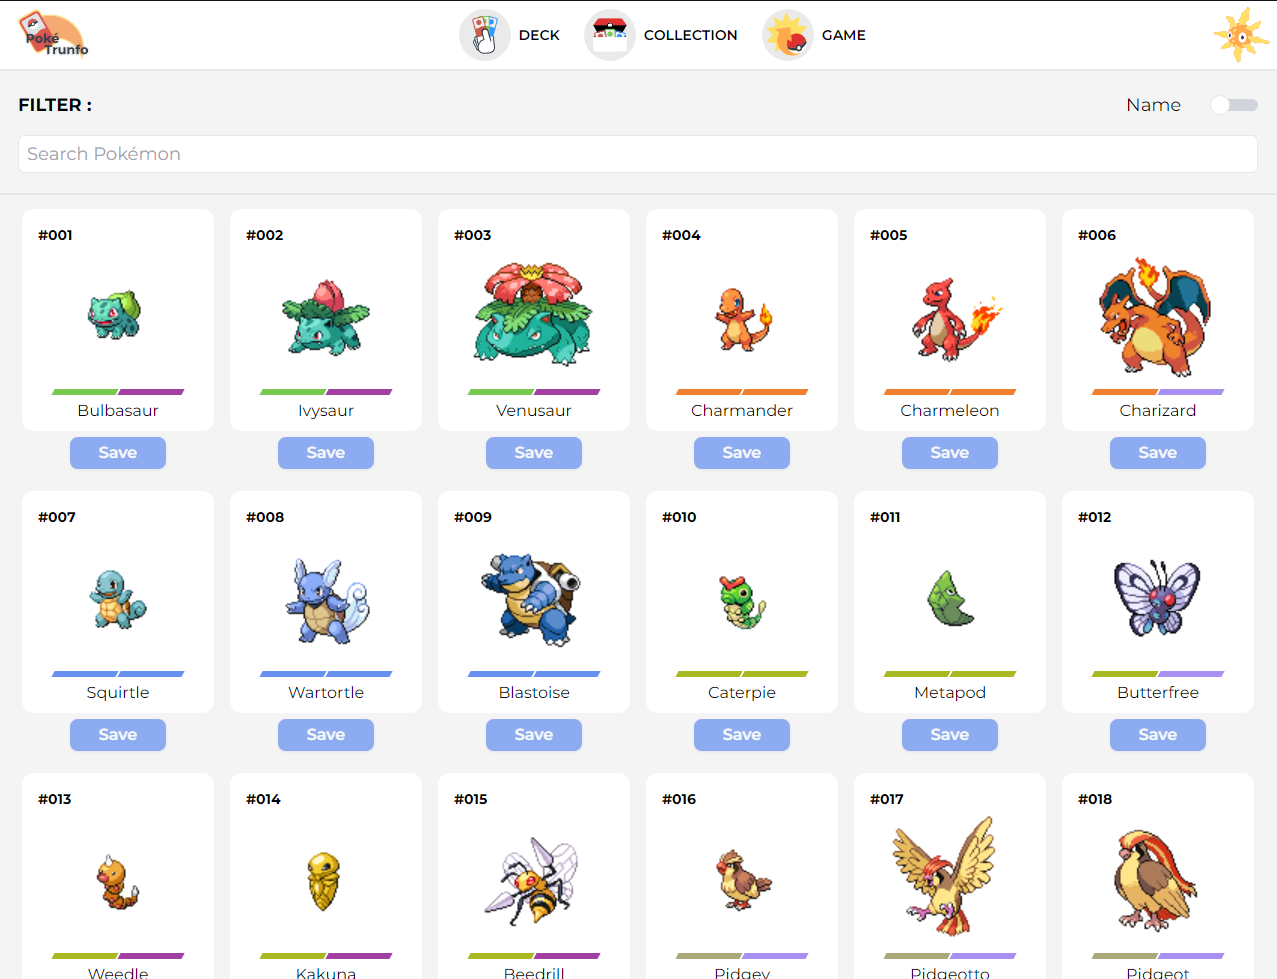 Poké
Trunfo
DECK
COLLECTION
GAME
FILTER :
Name
Search Pokémon
#001
#002
#003
#004
#005
#006
Bulbasaur
Ivysaur
Venusaur
Charmander
Charmeleon
Charizard
Save
Save
Save
Save
Save
Save
#007
#008
#009
#010
#011
#012
Squirtle
Wartortle
Blastoise
Caterpie
Metapod
Butterfree
Save
Save
Save
Save
Save
Save
#013
#014
#015
#016
#017
#018
Weedle
Kakuna
Beedrill
Pidgey
Pidgeotto
Pidgeot